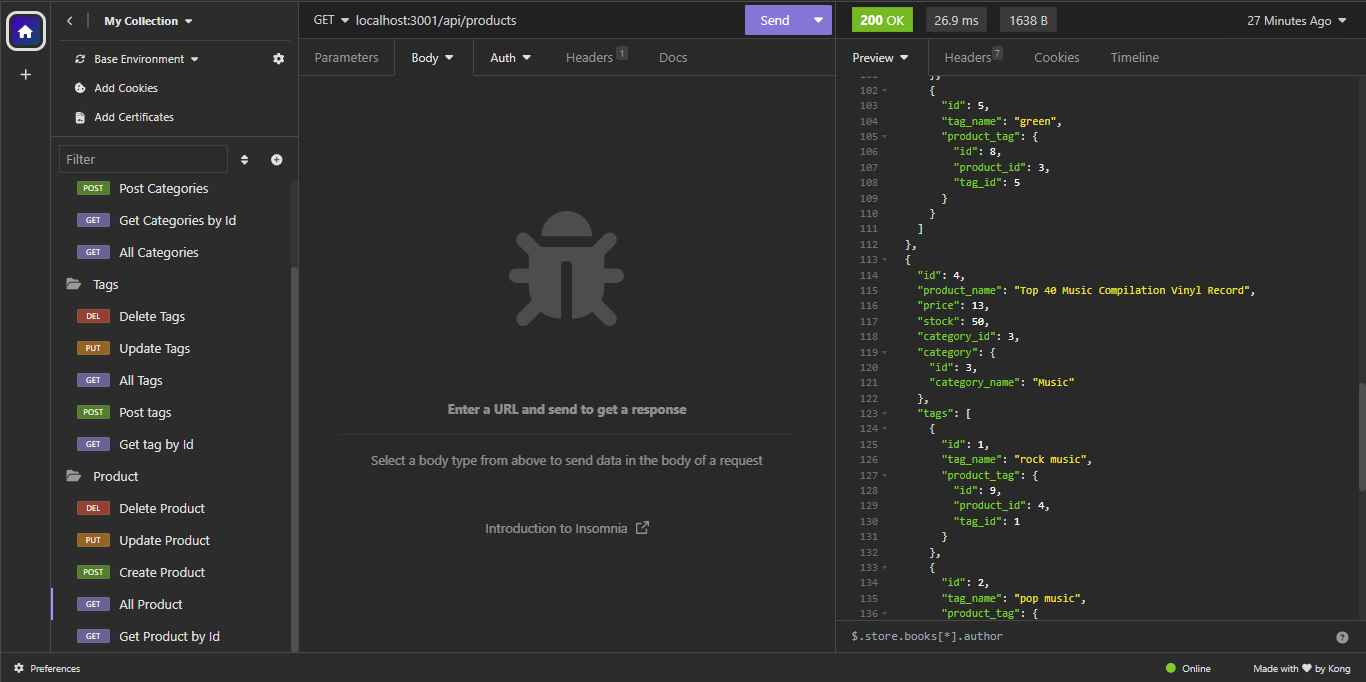 My Collection
Base Environment
Add Cookies
Add Certificates
Filter
POST Post Categories
GET Get Categories by Id
GET All Categories
Tags
DEL Delete Tags
PUT Update Tags
GET All Tags
POST Post tags
GET Get tag by Id
Product
DEL Delete Product
PUT Update Product
POST Create Product
GET All Product
GET Get Product by Id
GET localhost:3001/api/products Send
Parameters Body Auth Headers 1 Docs
Enter a URL and send to get a response
Select a body type from above to send data in the body of a request
Introduction to Insomnia
200 OK 26.9 ms 1638 B 27 Minutes Ago
Preview Headers 7 Cookies Timeline
101 },
102 {
103 "id": 5,
104 "tag_name": "green",
105 "product_tag": {
106 "id": 8,
107 "product_id": 3,
108 "tag_id": 5
109 }
110 }
111 ]
112 },
113 {
114 "id": 4,
115 "product_name": "Top 40 Music Compilation Vinyl Record",
116 "price": 13,
117 "stock": 50,
118 "category_id": 3,
119 "category": {
120 "id": 3,
121 "category_name": "Music"
122 },
123 "tags": [
124 {
125 "id": 1,
126 "tag_name": "rock music",
127 "product_tag": {
128 "id": 9,
129 "product_id": 4,
130 "tag_id": 1
131 }
132 },
133 {
134 "id": 2,
135 "tag_name": "pop music",
136 "product_tag": {
$.store.books[*].author
Preferences
Online
Made with ♥ by Kong